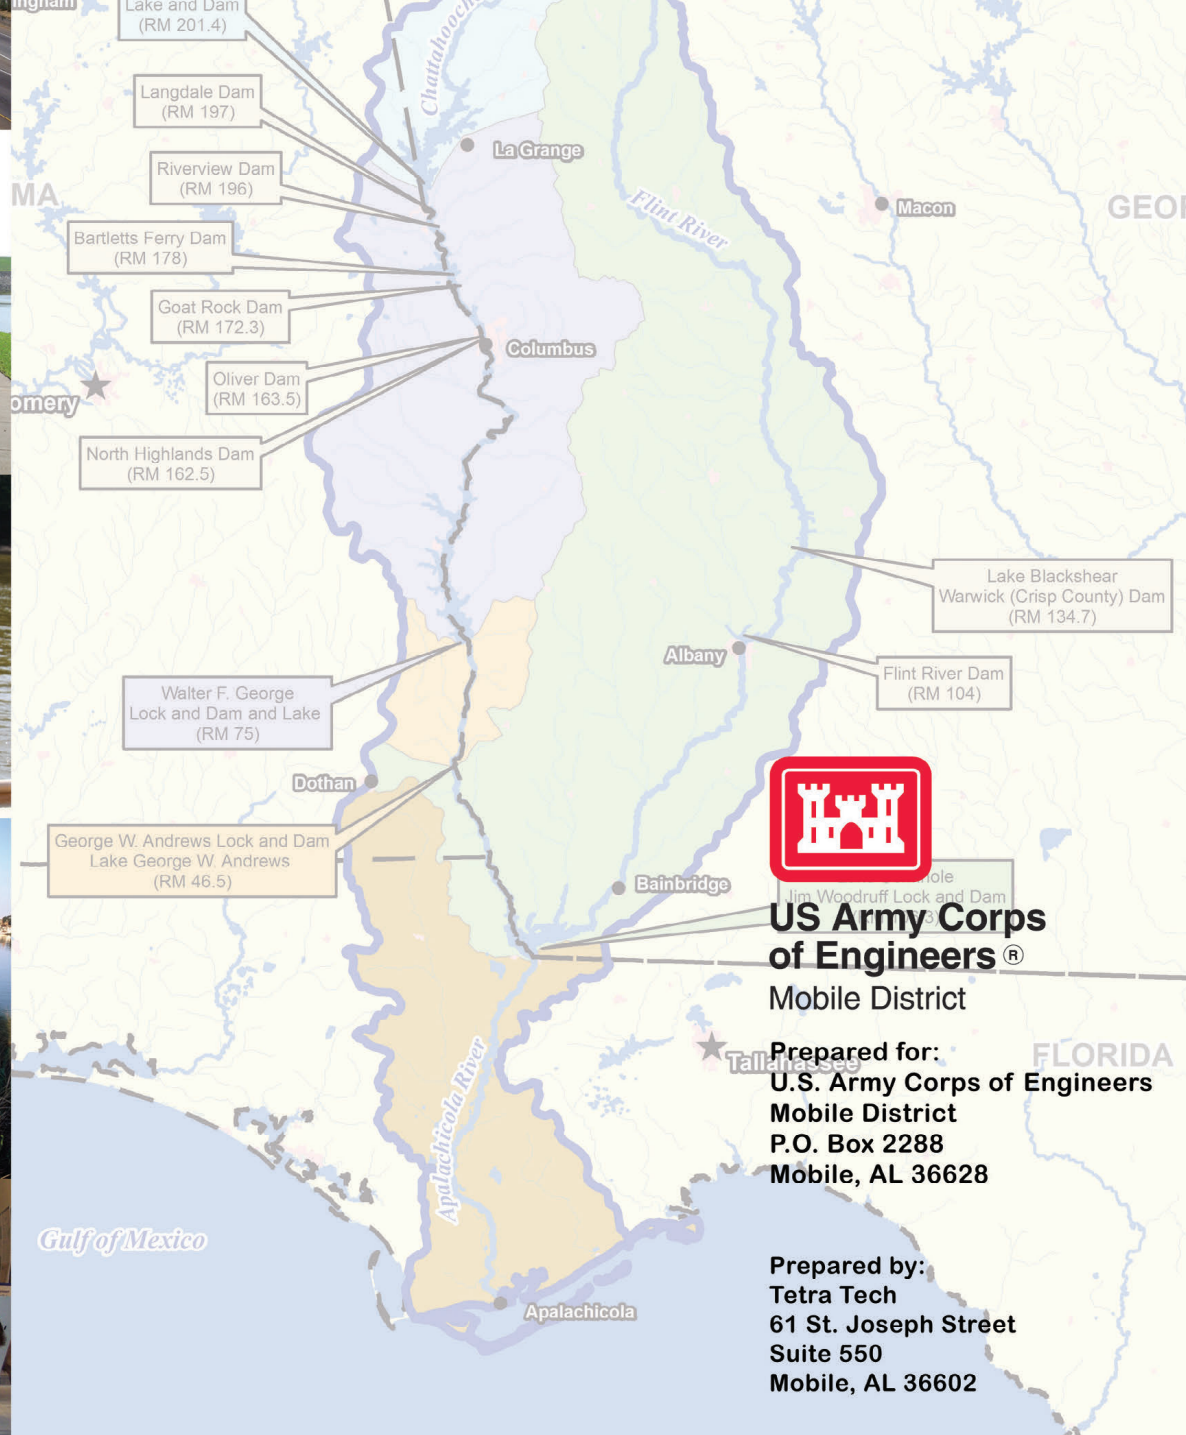 ingham
Lake and Dam
(RM 201.4)
Chattahooch
Langdale Dam
(RM 197)
La Grange
Riverview Dam
(RM 196)
MA
Flint River
Macon
GEOR
Bartletts Ferry Dam
(RM 178)
Goat Rock Dam
(RM 172.3)
Columbus
Oliver Dam
(RM 163.5)
omery
North Highlands Dam
(RM 162.5)
Lake Blackshear
Warwick (Crisp County) Dam
(RM 134.7)
Albany
Flint River Dam
(RM 104)
Walter F. George
Lock and Dam and Lake
(RM 75)
Dothan
George W. Andrews Lock and Dam
Lake George W. Andrews
(RM 46.5)
Bainbridge
Jim Woodruff Lock and Dam
US Army Corps
of Engineers ®
Mobile District
Apalachicola River
Tallahassee
FLORIDA
Prepared for:
U.S. Army Corps of Engineers
Mobile District
P.O. Box 2288
Mobile, AL 36628
Gulf of Mexico
Apalachicola
Prepared by:
Tetra Tech
61 St. Joseph Street
Suite 550
Mobile, AL 36602